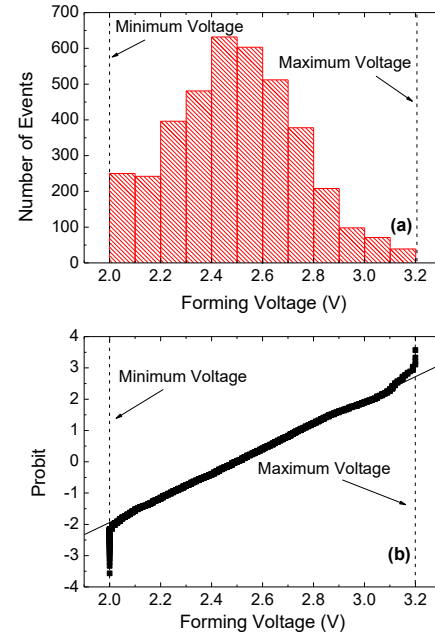 700
600
500
400
300
200
100
0
Number of Events
Minimum Voltage
Maximum Voltage
(a)
2.0 2.2 2.4 2.6 2.8 3.0 3.2
Forming Voltage (V)
4
3
2
1
0
-1
-2
-3
-4
Probit
Minimum Voltage
Maximum Voltage
(b)
2.0 2.2 2.4 2.6 2.8 3.0 3.2
Forming Voltage (V)